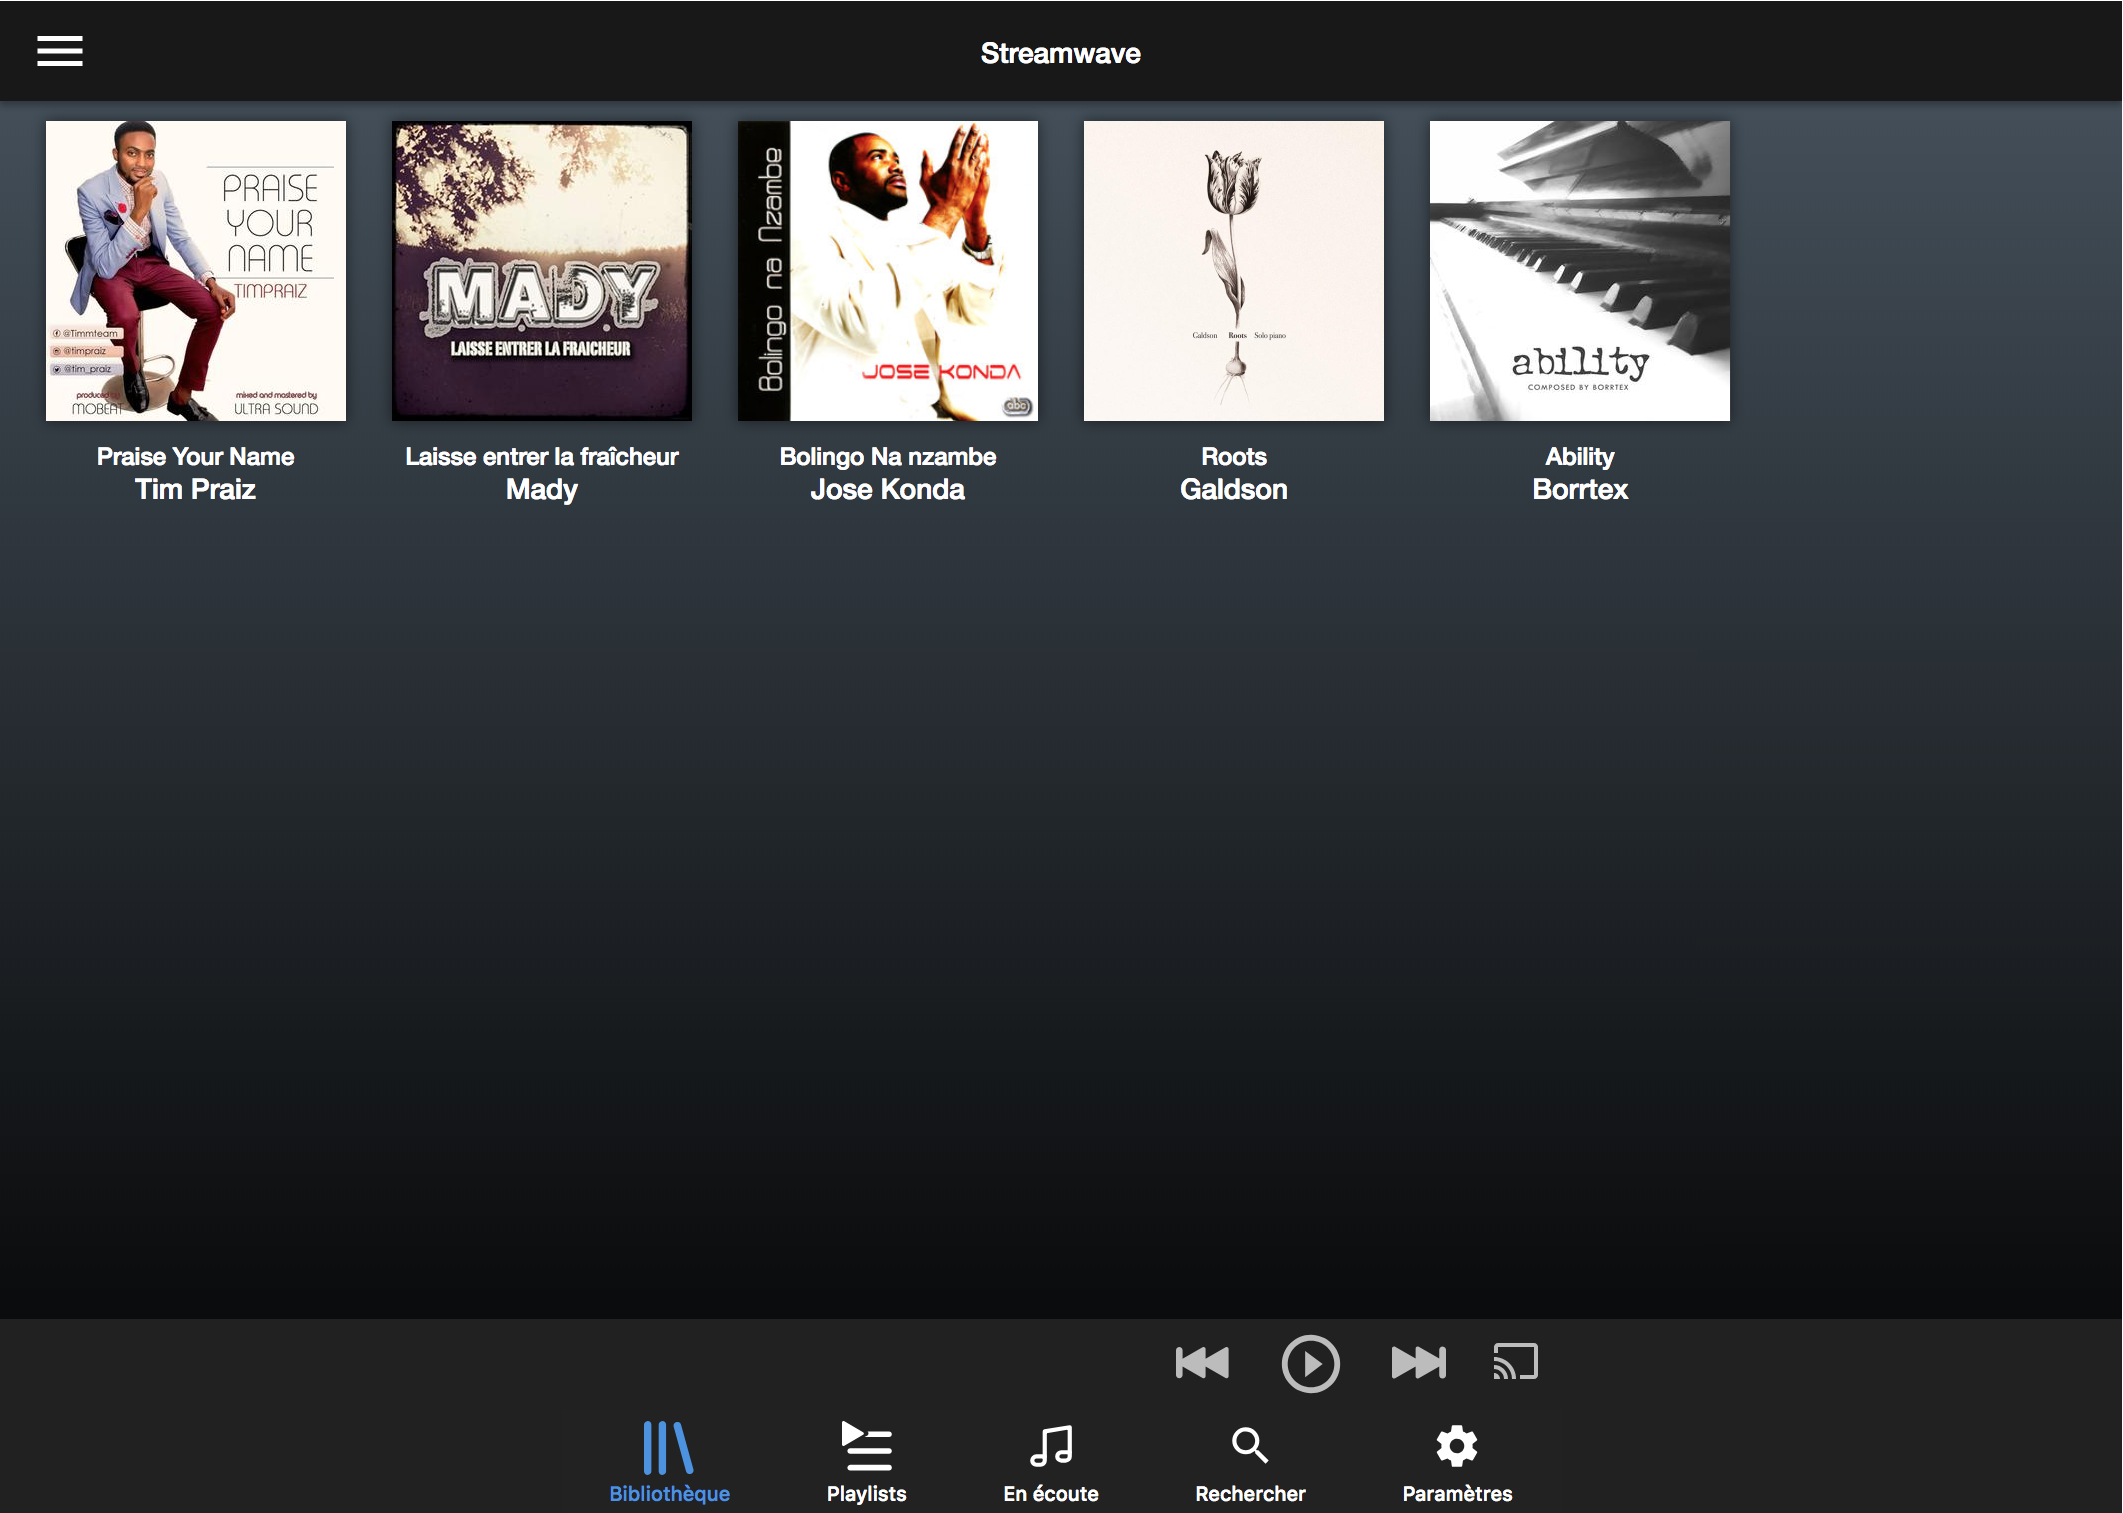 Streamwave
PRAISE
YOUR
NAME
TIMPRAIZ
@Timmteam
@timpraiz
@tim_praiz
produced by
MOBEAT
mixed and mastered by
ULTRA SOUND
MADY
LAISSE ENTRER LA FRAICHEUR
Bolingo na Nzambe
JOSE KONDA
abc
Galdson Roots Solo piano
ability
COMPOSED BY BORRTEX
Praise Your Name
Tim Praiz
Laisse entrer la fraîcheur
Mady
Bolingo Na nzambe
Jose Konda
Roots
Galdson
Ability
Borrtex
Bibliothèque
Playlists
En écoute
Rechercher
Paramètres